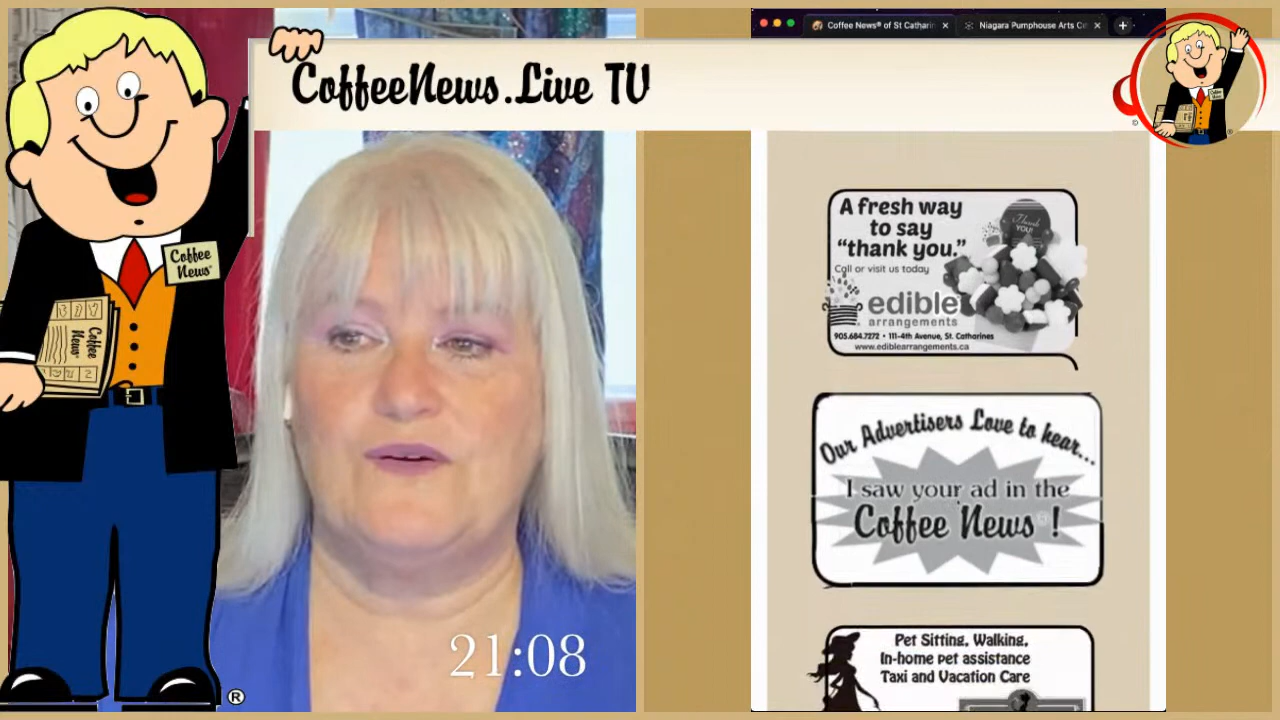 CoffeeNews.Live TV
Coffee
News®
Coffee
News®
21:08
®
Coffee News® of St Catharin
Niagara Pumphouse Arts Ce
A fresh way
to say
"thank you."
Call or visit us today
edible
arrangements
905.684.7272 • 111-4th Avenue, St. Catharines
www.ediblearrangements.ca
Thank
YOU!
Our Advertisers Love to hear...
I saw your ad in the
Coffee News® !
Pet Sitting, Walking,
In-home pet assistance
Taxi and Vacation Care